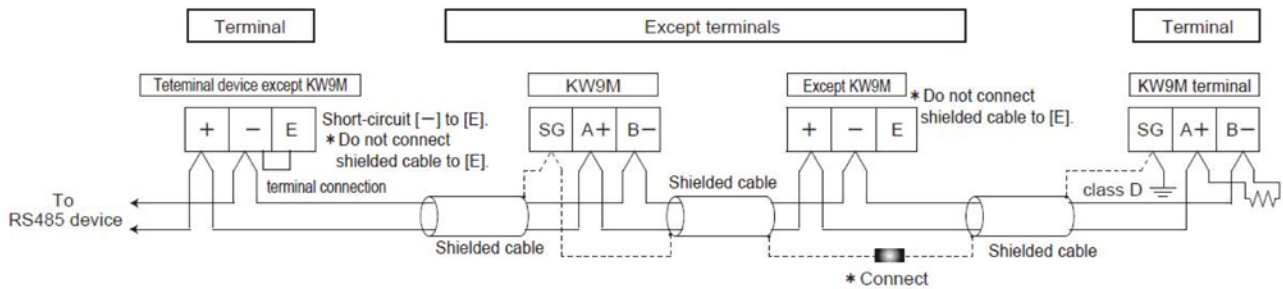 Terminal
Except terminals
Terminal
Teteminal device except KW9M
KW9M
Except KW9M
KW9M terminal
+ − E
Short-circuit [−] to [E].
* Do not connect
shielded cable to [E].
SG A+ B−
+ − E
* Do not connect
shielded cable to [E].
SG A+ B−
terminal connection
Shielded cable
class D
To
RS485 device
Shielded cable
Shielded cable
* Connect